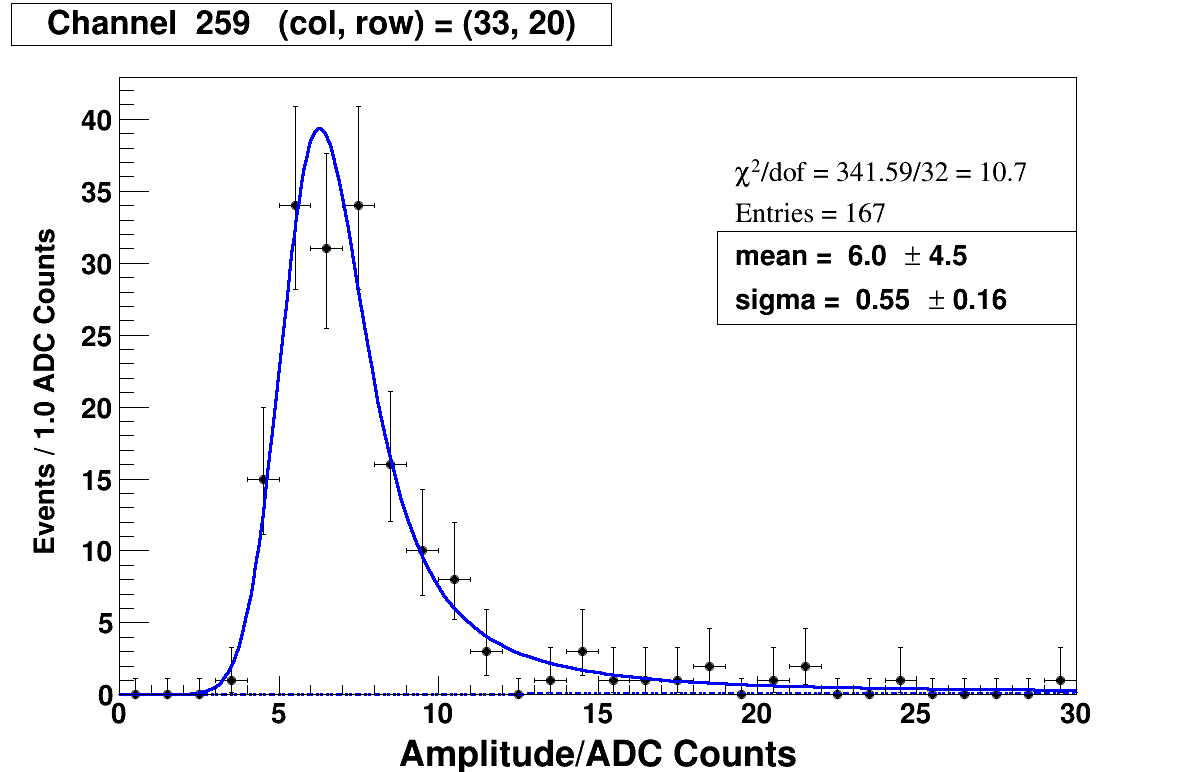 Channel 259 (col, row) = (33, 20)
χ²/dof = 341.59/32 = 10.7
Entries = 167
mean = 6.0 ± 4.5
sigma = 0.55 ± 0.16
Events / 1.0 ADC Counts
40
35
30
25
20
15
10
5
0
0 5 10 15 20 25 30
Amplitude/ADC Counts